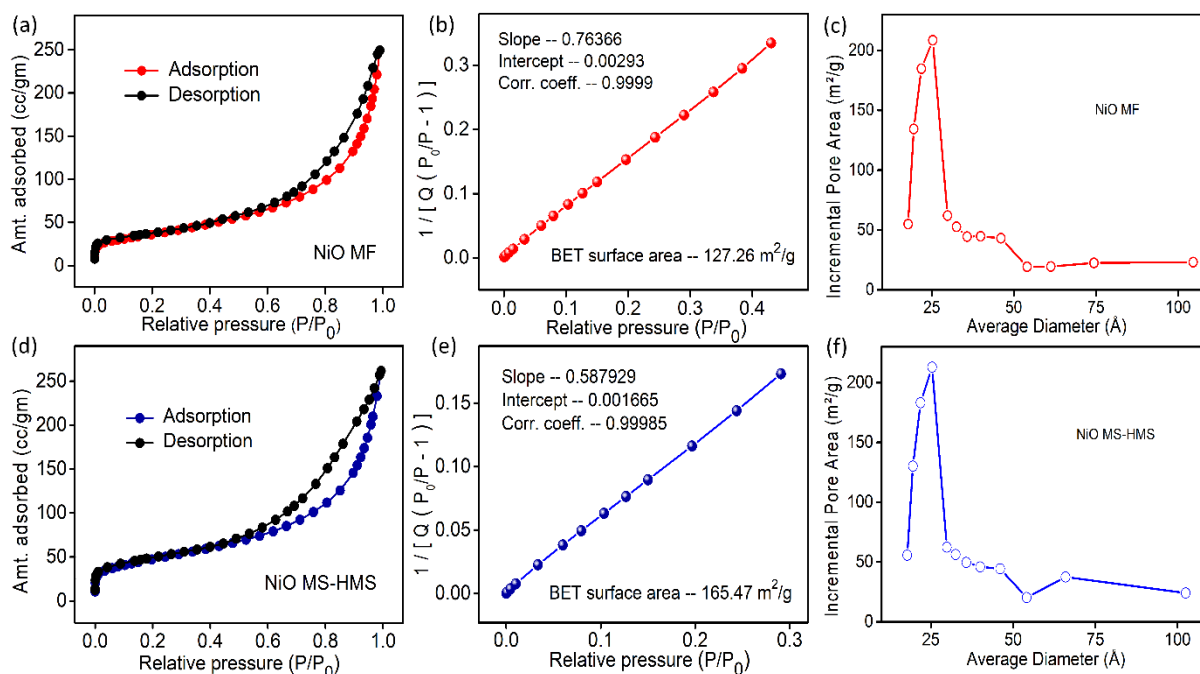 (a)
250
200
150
100
50
0
Amt. adsorbed (cc/gm)
Adsorption
Desorption
NiO MF
0.0 0.2 0.4 0.6 0.8 1.0
Relative pressure (P/P₀)
(b)
0.3
0.2
0.1
0.0
1 / [ Q ( P₀/P - 1 ) ]
Slope -- 0.76366
Intercept -- 0.00293
Corr. coeff. -- 0.9999
BET surface area -- 127.26 m²/g
0.0 0.1 0.2 0.3 0.4
Relative pressure (P/P₀)
(c)
200
150
100
50
0
Incremental Pore Area (m²/g)
NiO MF
25 50 75 100
Average Diameter (Å)
(d)
250
200
150
100
50
0
Amt. adsorbed (cc/gm)
Adsorption
Desorption
NiO MS-HMS
0.0 0.2 0.4 0.6 0.8 1.0
Relative pressure (P/P₀)
(e)
0.15
0.10
0.05
0.00
1 / [ Q ( P₀/P - 1 ) ]
Slope -- 0.587929
Intercept -- 0.001665
Corr. coeff. -- 0.99985
BET surface area -- 165.47 m²/g
0.0 0.1 0.2 0.3
Relative pressure (P/P₀)
(f)
200
150
100
50
0
Incremental Pore Area (m²/g)
NiO MS-HMS
25 50 75 100
Average Diameter (Å)